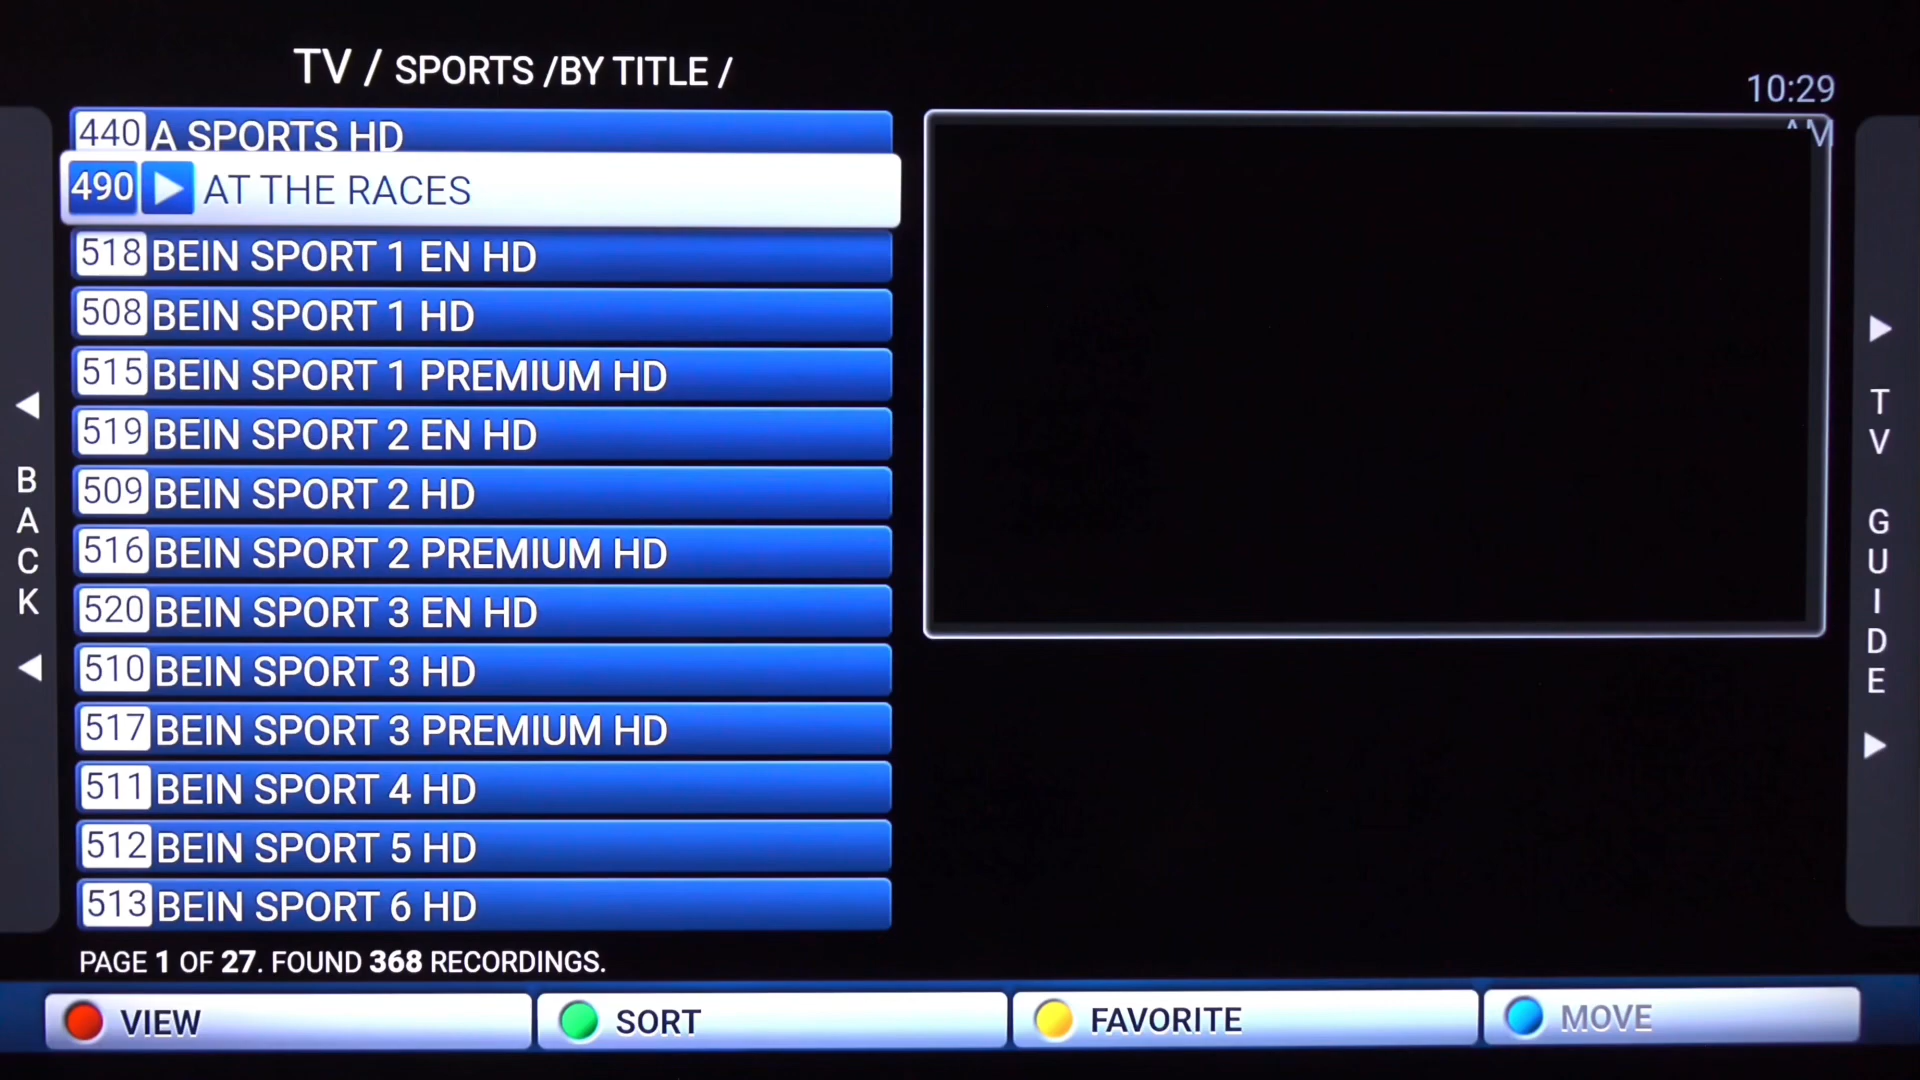 TV / SPORTS /BY TITLE /
10:29
AM
440 A SPORTS HD
490 AT THE RACES
518 BEIN SPORT 1 EN HD
508 BEIN SPORT 1 HD
515 BEIN SPORT 1 PREMIUM HD
519 BEIN SPORT 2 EN HD
509 BEIN SPORT 2 HD
516 BEIN SPORT 2 PREMIUM HD
520 BEIN SPORT 3 EN HD
510 BEIN SPORT 3 HD
517 BEIN SPORT 3 PREMIUM HD
511 BEIN SPORT 4 HD
512 BEIN SPORT 5 HD
513 BEIN SPORT 6 HD
BACK
TV GUIDE
PAGE 1 OF 27. FOUND 368 RECORDINGS.
VIEW
SORT
FAVORITE
MOVE